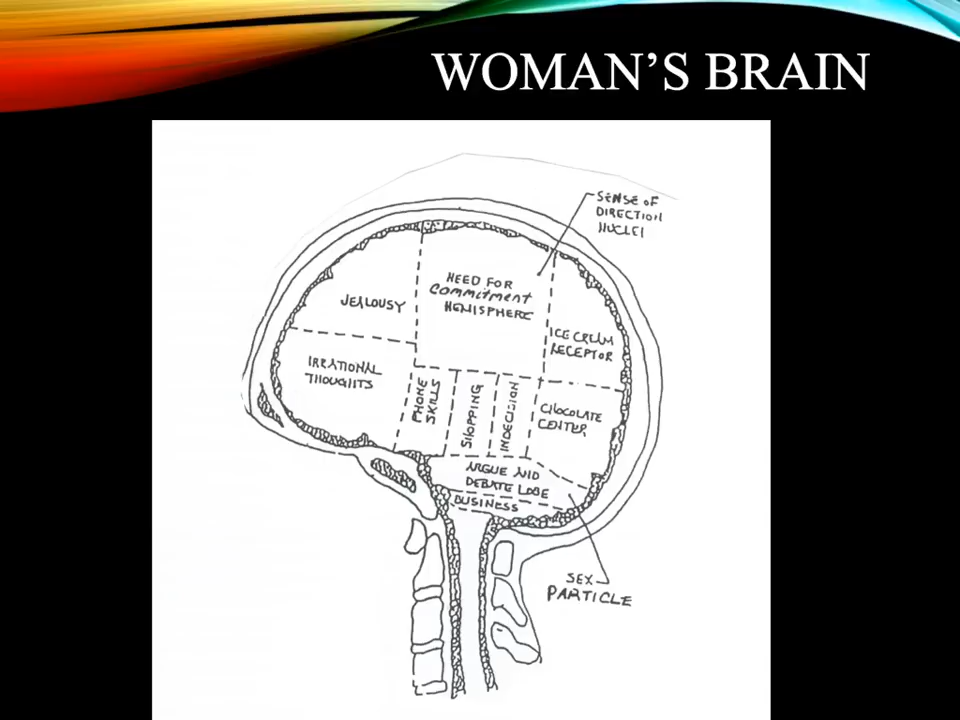 WOMAN'S BRAIN
SENSE OF
DIRECTION
NUCLEI
NEED FOR
COMMITMENT
HEMISPHERE
JEALOUSY
ICE CREAM
RECEPTOR
IRRATIONAL
THOUGHTS
PHONE
SKILLS
SHOPPING
INDECISION
CHOCOLATE
CENTER
ARGUE AND
DEBATE LOBE
BUSINESS
SEX
PARTICLE